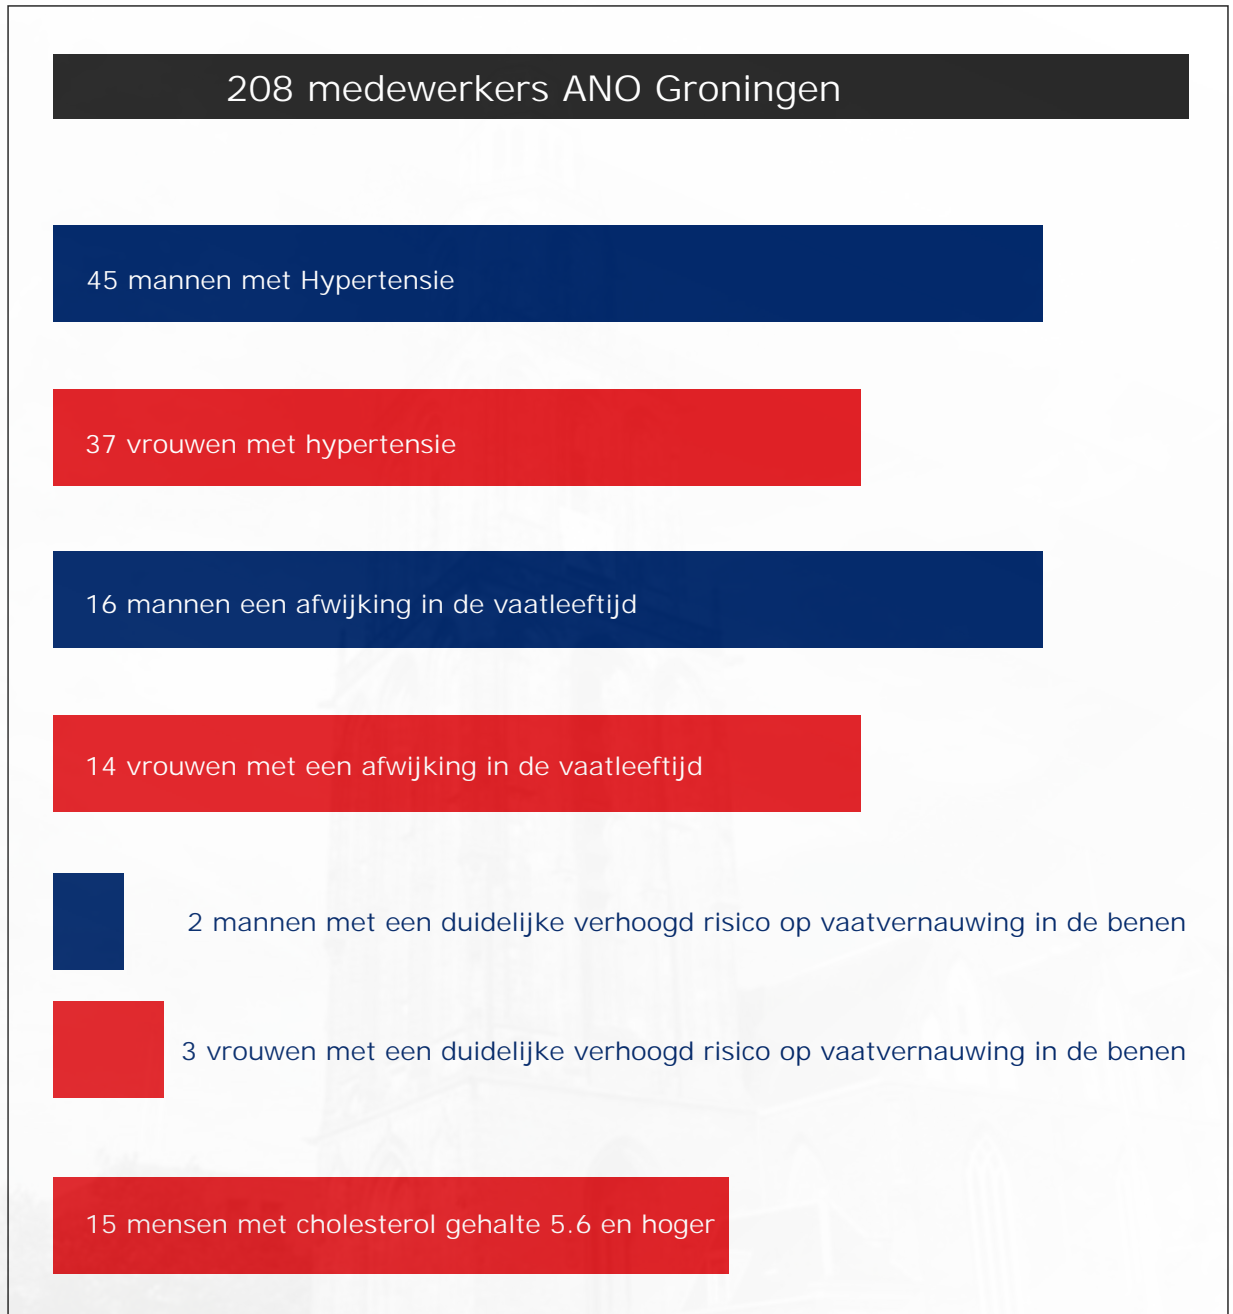 208 medewerkers ANO Groningen
45 mannen met Hypertensie
37 vrouwen met hypertensie
16 mannen een afwijking in de vaatleeftijd
14 vrouwen met een afwijking in de vaatleeftijd
2 mannen met een duidelijke verhoogd risico op vaatvernauwing in de benen
3 vrouwen met een duidelijke verhoogd risico op vaatvernauwing in de benen
15 mensen met cholesterol gehalte 5.6 en hoger